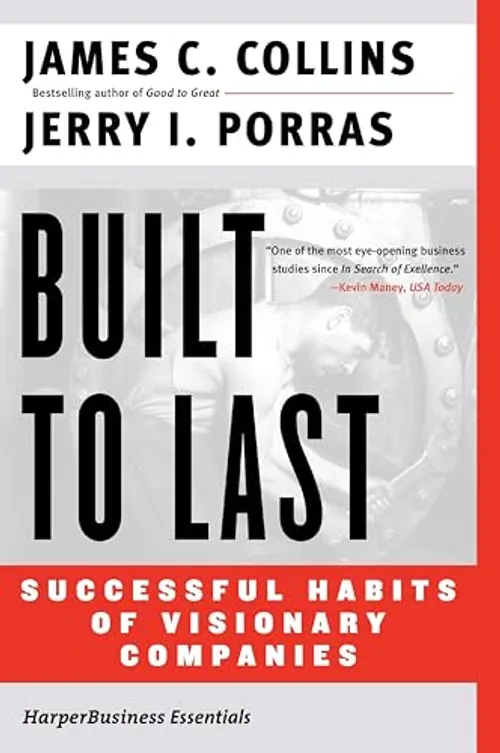 JAMES C. COLLINS
Bestselling author of Good to Great
JERRY I. PORRAS
BUILT
"One of the most eye-opening business
studies since In Search of Exellence."
—Kevin Maney, USA Today
TO LAST
SUCCESSFUL HABITS
OF VISIONARY
COMPANIES
HarperBusiness Essentials